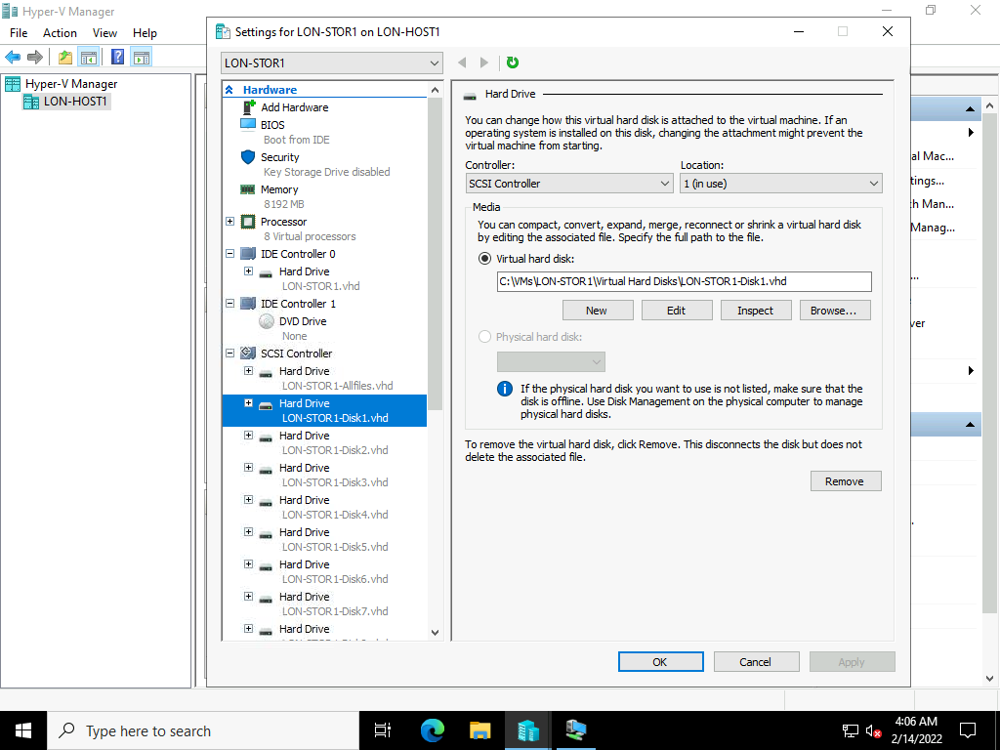 Hyper-V Manager
File Action View Help
Hyper-V Manager
LON-HOST1
Settings for LON-STOR1 on LON-HOST1
LON-STOR1
Hardware
Add Hardware
BIOS
Boot from IDE
Security
Key Storage Drive disabled
Memory
8192 MB
Processor
8 Virtual processors
IDE Controller 0
Hard Drive
LON-STOR1.vhd
IDE Controller 1
DVD Drive
None
SCSI Controller
Hard Drive
LON-STOR1-Allfiles.vhd
Hard Drive
LON-STOR1-Disk1.vhd
Hard Drive
LON-STOR1-Disk2.vhd
Hard Drive
LON-STOR1-Disk3.vhd
Hard Drive
LON-STOR1-Disk4.vhd
Hard Drive
LON-STOR1-Disk5.vhd
Hard Drive
LON-STOR1-Disk6.vhd
Hard Drive
LON-STOR1-Disk7.vhd
Hard Drive
Hard Drive
You can change how this virtual hard disk is attached to the virtual machine. If an
operating system is installed on this disk, changing the attachment might prevent the
virtual machine from starting.
Controller: Location:
SCSI Controller 1 (in use)
Media
You can compact, convert, expand, merge, reconnect or shrink a virtual hard disk
by editing the associated file. Specify the full path to the file.
Virtual hard disk:
C:\VMs\LON-STOR1\Virtual Hard Disks\LON-STOR1-Disk1.vhd
New Edit Inspect Browse...
Physical hard disk:
If the physical hard disk you want to use is not listed, make sure that the
disk is offline. Use Disk Management on the physical computer to manage
physical hard disks.
To remove the virtual hard disk, click Remove. This disconnects the disk but does not
delete the associated file.
Remove
OK Cancel Apply
al Mac...
tings...
h Man...
Manag...
...
ver
Type here to search
4:06 AM
2/14/2022